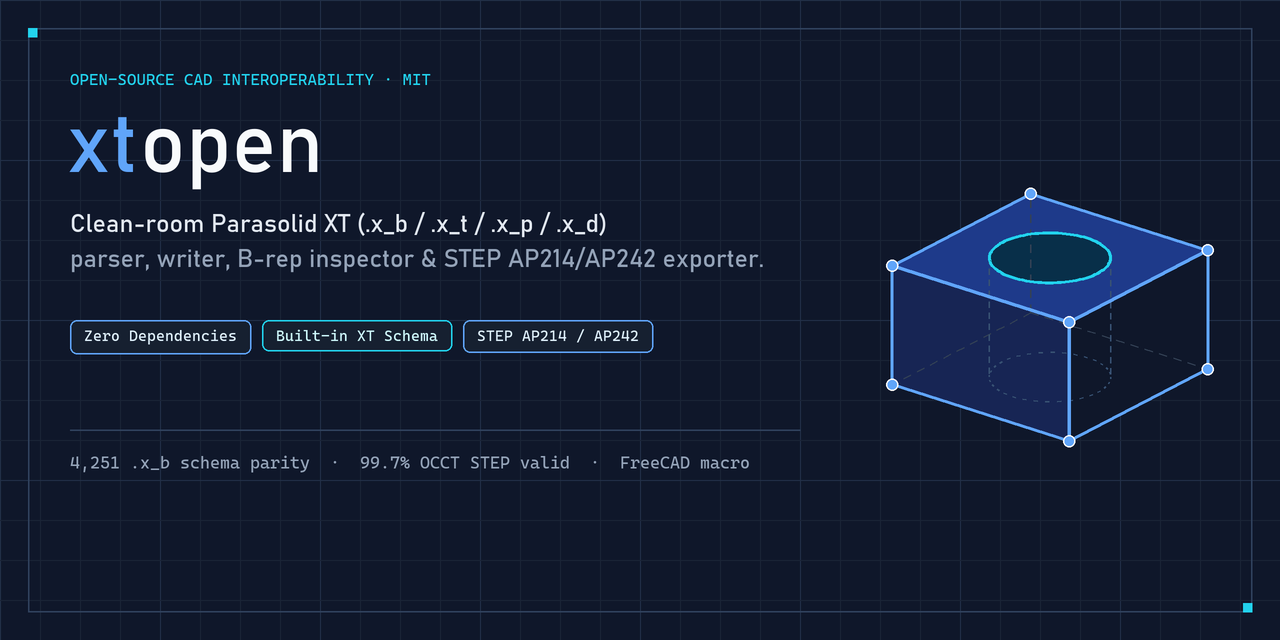 OPEN-SOURCE CAD INTEROPERABILITY · MIT
xtopen
Clean-room Parasolid XT (.x_b / .x_t / .x_p / .x_d)
parser, writer, B-rep inspector & STEP AP214/AP242 exporter.
Zero Dependencies Built-in XT Schema STEP AP214 / AP242
4,251 .x_b schema parity · 99.7% OCCT STEP valid · FreeCAD macro